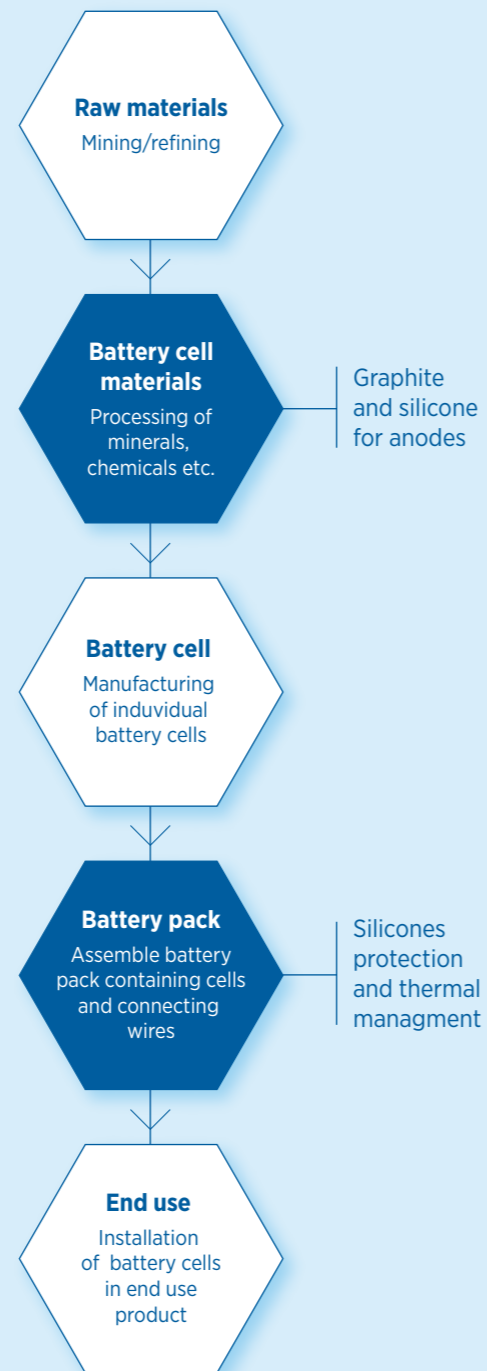 Raw materials
Mining/refining
Battery cell
materials
Processing of
minerals,
chemicals etc.
Graphite
and silicone
for anodes
Battery cell
Manufacturing
of induvidual
battery cells
Battery pack
Assemble battery
pack containing cells
and connecting
wires
Silicones
protection
and thermal
managment
End use
Installation
of battery cells
in end use
product